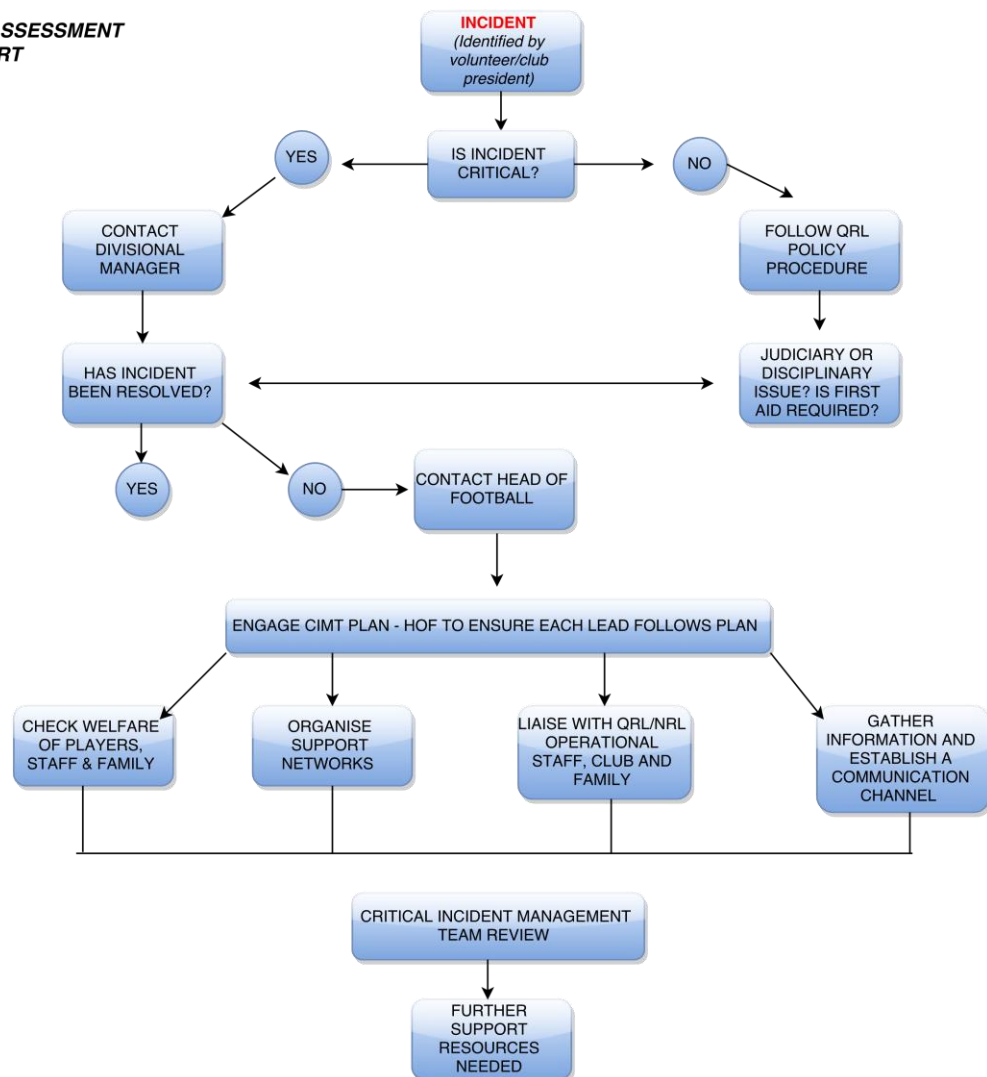 SSESSMENT
RT
INCIDENT
(Identified by
volunteer/club
president)
YES
IS INCIDENT
CRITICAL?
NO
CONTACT
DIVISIONAL
MANAGER
FOLLOW QRL
POLICY
PROCEDURE
HAS INCIDENT
BEEN RESOLVED?
JUDICIARY OR
DISCIPLINARY
ISSUE? IS FIRST
AID REQUIRED?
YES
NO
CONTACT HEAD OF
FOOTBALL
ENGAGE CIMT PLAN - HOF TO ENSURE EACH LEAD FOLLOWS PLAN
CHECK WELFARE
OF PLAYERS,
STAFF & FAMILY
ORGANISE
SUPPORT
NETWORKS
LIAISE WITH QRL/NRL
OPERATIONAL
STAFF, CLUB AND
FAMILY
GATHER
INFORMATION AND
ESTABLISH A
COMMUNICATION
CHANNEL
CRITICAL INCIDENT MANAGEMENT
TEAM REVIEW
FURTHER
SUPPORT
RESOURCES
NEEDED